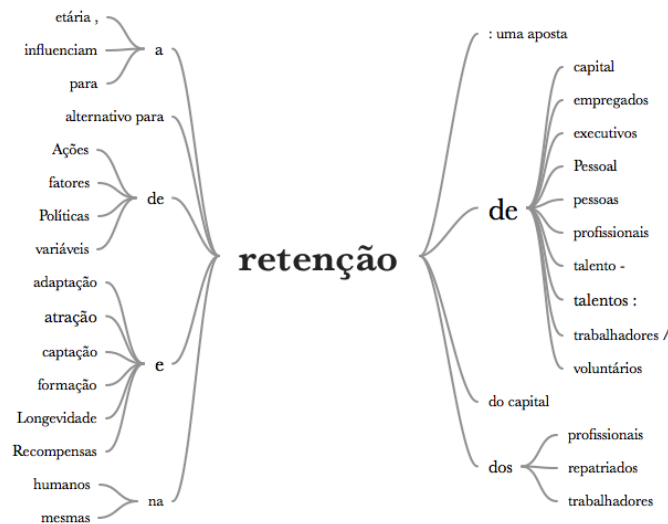 etária ,
influenciam
para
a
alternativo para
Ações
fatores
Políticas
variáveis
de
adaptação
atração
captação
formação
Longevidade
Recompensas
e
humanos
mesmas
na
retenção
: uma aposta
de
capital
empregados
executivos
Pessoal
pessoas
profissionais
talento -
talentos :
trabalhadores /
voluntários
do capital
dos
profissionais
repatriados
trabalhadores